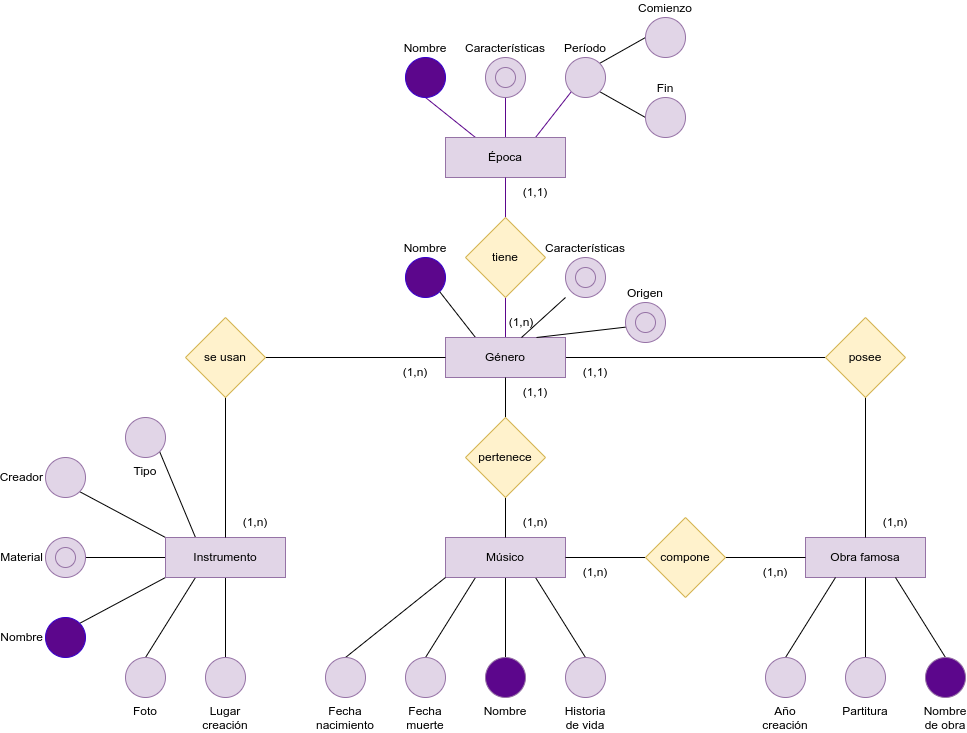 Comienzo
Nombre
Características
Período
Fin
Época
(1,1)
tiene
Nombre
Características
Origen
(1,n)
se usan
Género
posee
(1,n)
(1,1)
(1,1)
pertenece
Tipo
Creador
(1,n)
(1,n)
(1,n)
Material
Instrumento
Músico
compone
Obra famosa
(1,n)
(1,n)
Nombre
Foto
Lugar
creación
Fecha
nacimiento
Fecha
muerte
Nombre
Historia
de vida
Año
creación
Partitura
Nombre
de obra